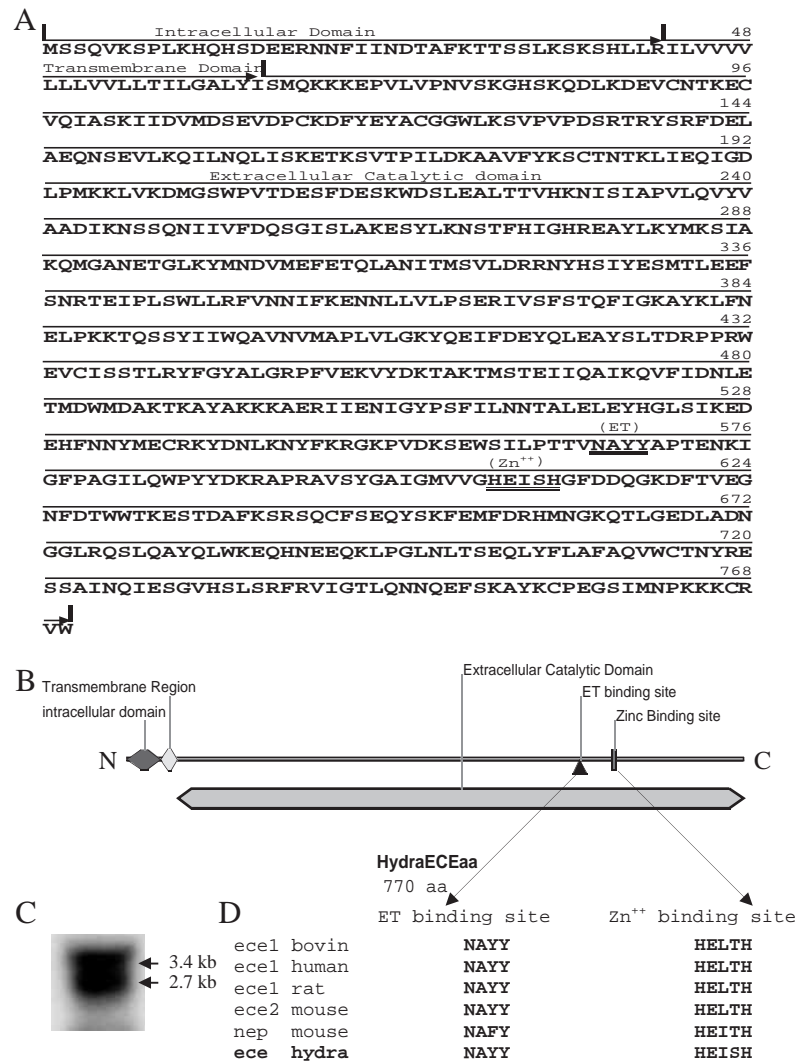 A
Intracellular Domain 48
MSSQVKSPLKHQHSDEERNNFIINDTAFKTTSSLKSKSHLLRILVVVV
Transmembrane Domain 96
LLLVVLLTILGALYISMQKKKEPVLVPNVSKGHSKQDLKDEVCNTKEC
144
VQIASKIIDVMDSEVDPCKDFYEYACGGWLKSVPVPDSRTRYSRFDEL
192
AEQNSEVLKQILNQLISKETKSVTPILDKAAVFYKSCTNTKLIEQIGD
Extracellular Catalytic domain 240
LPMKKLVKDMGSWPVTDESFDESKWDSLEALTTVHKNISIAPVLQVYV
288
AADIKNSSQNIIVFDQSGISLAKESYLKNSTFHIGHREAYLKYMKSIA
336
KQMGANETGLKYMNDVMEFETQLANITMSVLDRRNYHSIYESMTLEEF
384
SNRTEIPLSWLLRFVNNIFKENNLLVLPSERIVSFSTQFIGKAYKLFN
432
ELPKKTQSSYIIWQAVNVMAPLVLGKYQEIFDEYQLEAYSLTDRPPRW
480
EVCISSTLRYFGYALGRPFVEKVYDKTAKTMSTEIIQAIKQVFIDNLE
528
TMDWMDAKTKAYAKKKAERIIENIGYPSFILNNTALELEYHGLSIKED
(ET) 576
EHFNNYMECRKYDNLKNYFKRGKPVDKSEWSILPTTVNAYYAPTENKI
(Zn++) 624
GFPAGILQWPYYDKRAPRAVSYGAIGMVVGHEISHGFDDQGKDFTVEG
672
NFDTWWTKESTDAFKSRSQCFSEQYSKFEMFDRHMNGKQTLGEDLADN
720
GGLRQSLQAYQLWKEQHNEEQKLPGLNLTSEQLYFLAFAQVWCTNYRE
768
SSAINQIESGVHSLSRFRVIGTLQNNQEFSKAYKCPEGSIMNPKKKCR
VW
B
Extracellular Catalytic Domain
Transmembrane Region
ET binding site
intracellular domain
Zinc Binding site
N C
HydraECEaa
770 aa
C
3.4 kb
2.7 kb
D
ET binding site Zn++ binding site
ece1 bovin NAYY HELTH
ece1 human NAYY HELTH
ece1 rat NAYY HELTH
ece2 mouse NAYY HELTH
nep mouse NAFY HEITH
ece hydra NAYY HEISH